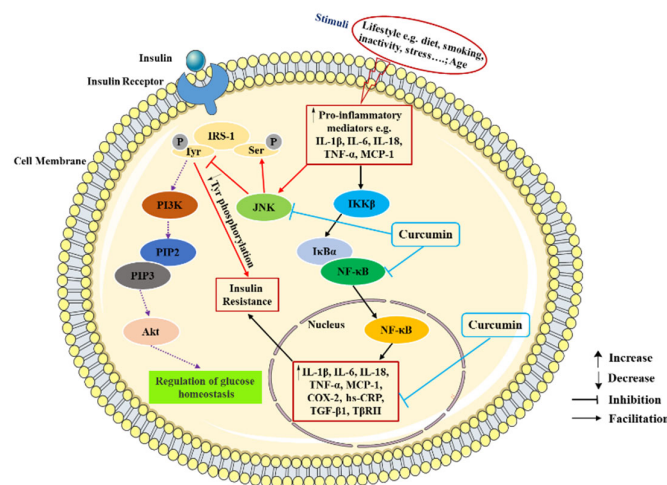 Stimuli
Lifestyle e.g. diet, smoking,
inactivity, stress….; Age
Insulin
Insulin Receptor
Cell Membrane
P
IRS-1
P
Tyr
Ser
↑ Pro-inflammatory
mediators e.g.
IL-1β, IL-6, IL-18,
TNF-α, MCP-1
PI3K
↓ Tyr phosphorylation
JNK
IKKβ
Curcumin
PIP2
PIP3
IκBα
NF-κB
Insulin
Resistance
Nucleus
NF-κB
Curcumin
Akt
Regulation of glucose
homeostasis
↑ IL-1β, IL-6, IL-18,
TNF-α, MCP-1,
COX-2, hs-CRP,
TGF-β1, TβRII
Increase
Decrease
Inhibition
Facilitation